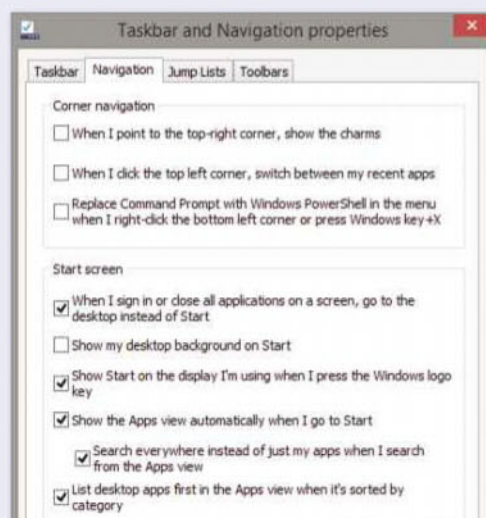 Taskbar and Navigation properties
Taskbar
Navigation
Jump Lists
Toolbars
Corner navigation
When I point to the top-right corner, show the charms
When I click the top left corner, switch between my recent apps
Replace Command Prompt with Windows PowerShell in the menu
when I right-click the bottom left corner or press Windows key+X
Start screen
When I sign in or close all applications on a screen, go to the
desktop instead of Start
Show my desktop background on Start
Show Start on the display I'm using when I press the Windows logo
key
Show the Apps view automatically when I go to Start
Search everywhere instead of just my apps when I search
from the Apps view
List desktop apps first in the Apps view when it's sorted by
category